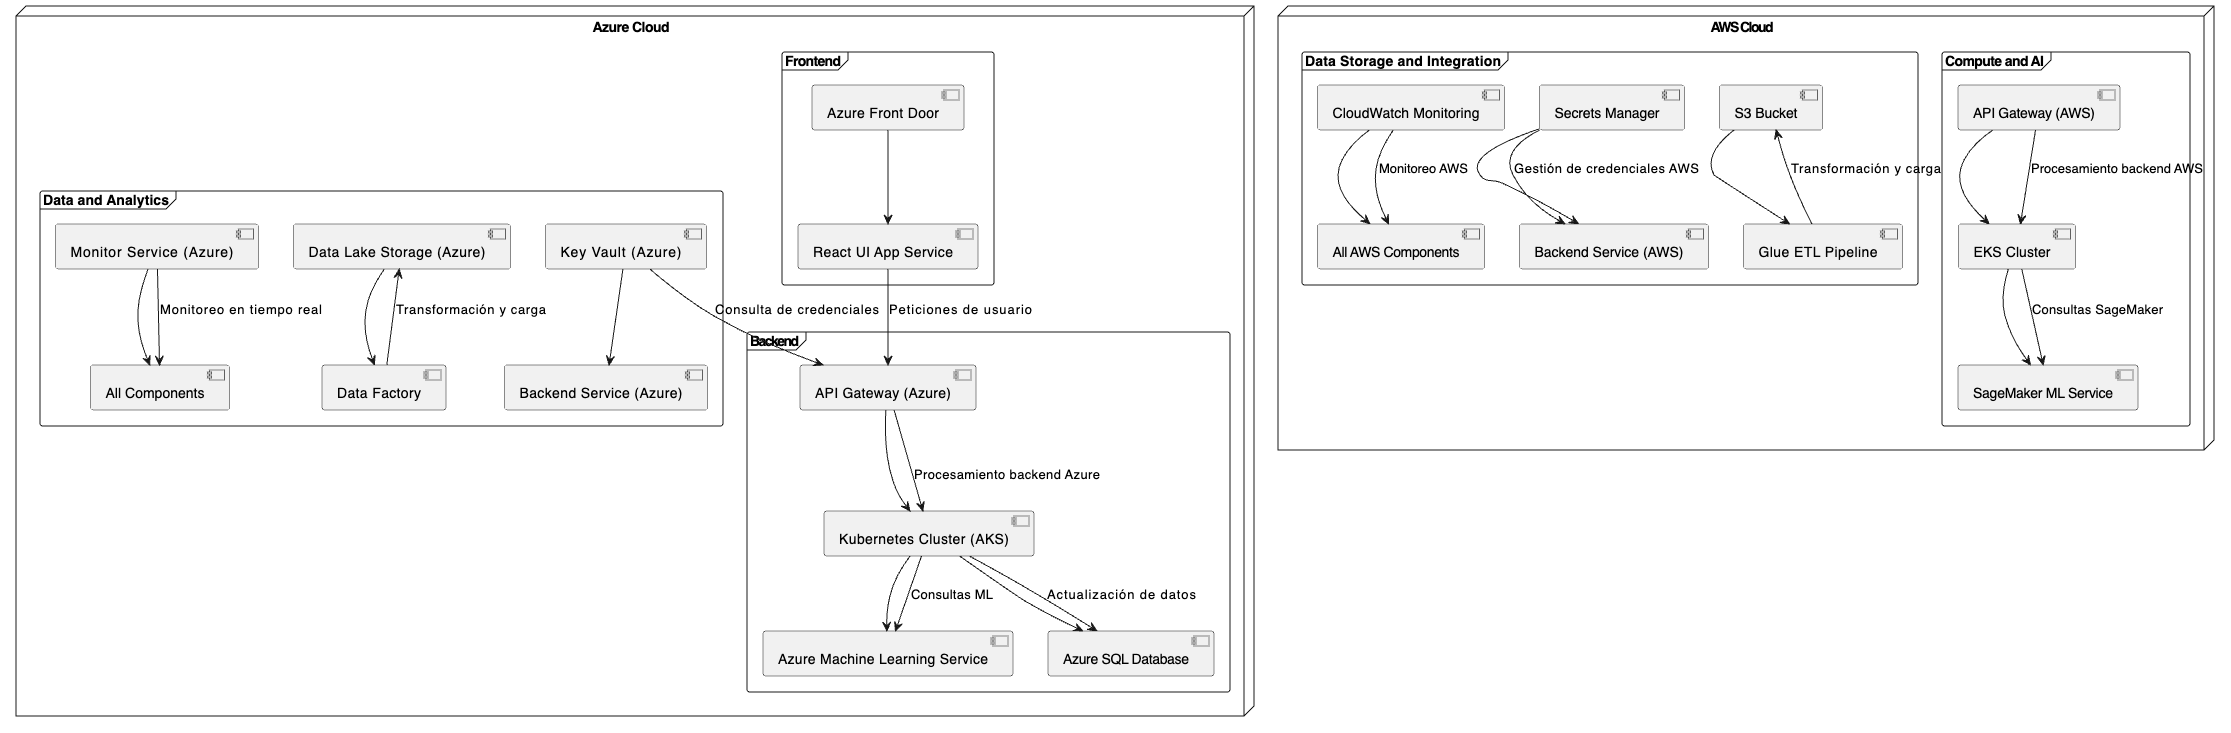 Azure Cloud
Frontend
Azure Front Door
React UI App Service
Data and Analytics
Monitor Service (Azure)
Data Lake Storage (Azure)
Key Vault (Azure)
Monitoreo en tiempo real
Transformación y carga
Consulta de credenciales
Peticiones de usuario
All Components
Data Factory
Backend Service (Azure)
Backend
API Gateway (Azure)
Procesamiento backend Azure
Kubernetes Cluster (AKS)
Consultas ML
Actualización de datos
Azure Machine Learning Service
Azure SQL Database
AWS Cloud
Data Storage and Integration
CloudWatch Monitoring
Secrets Manager
S3 Bucket
Monitoreo AWS
Gestión de credenciales AWS
Transformación y carga
All AWS Components
Backend Service (AWS)
Glue ETL Pipeline
Compute and AI
API Gateway (AWS)
Procesamiento backend AWS
EKS Cluster
Consultas SageMaker
SageMaker ML Service